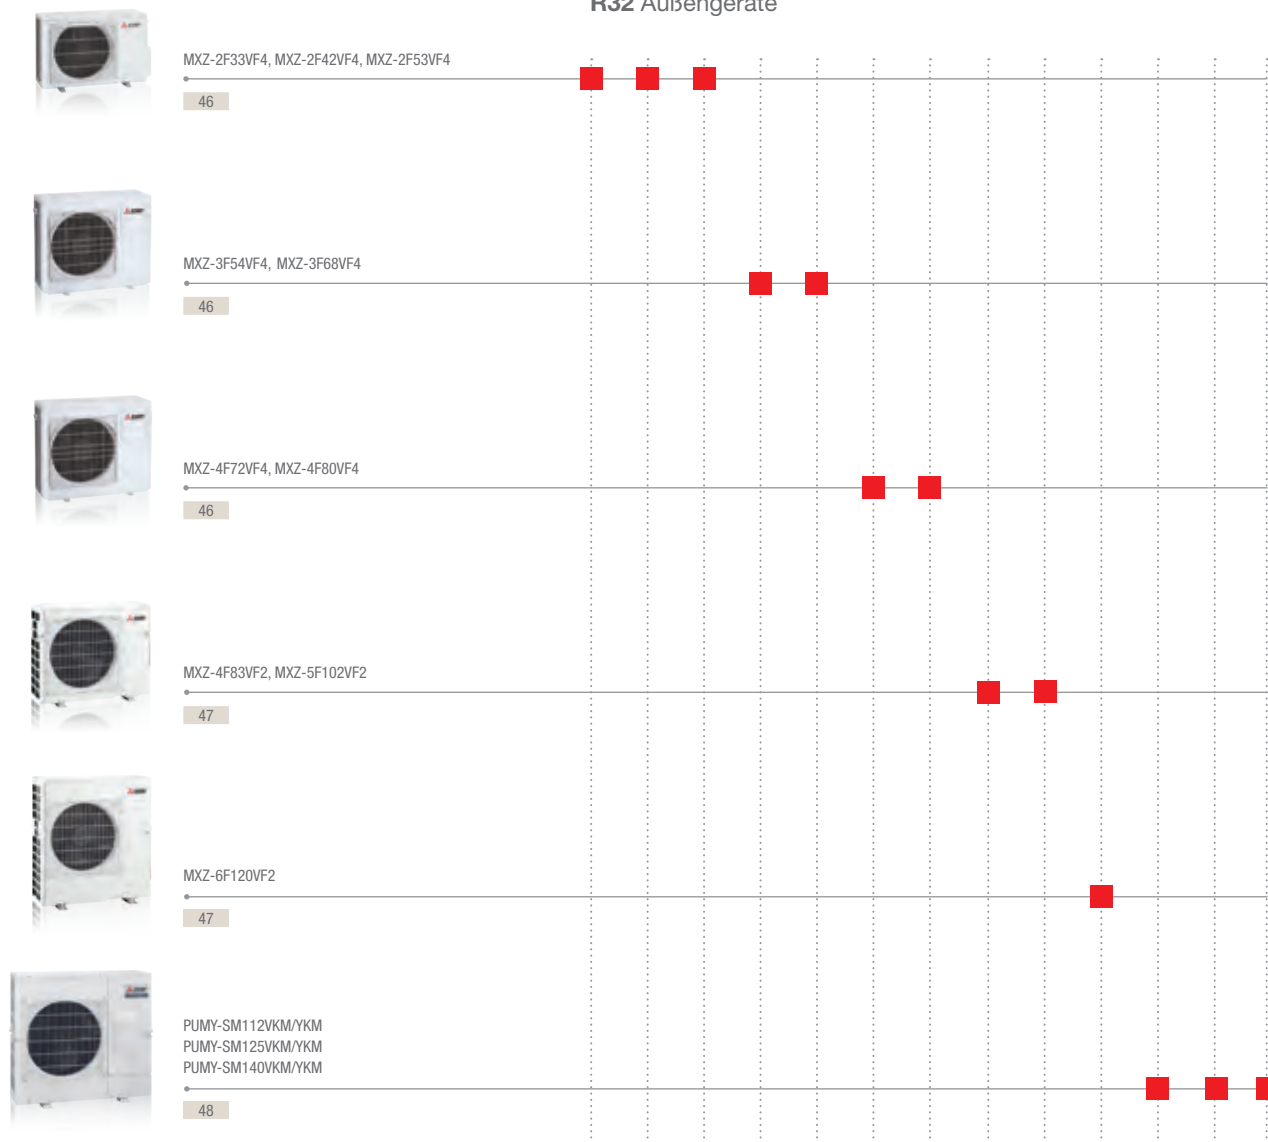 R32 Außengeräte
MXZ-2F33VF4, MXZ-2F42VF4, MXZ-2F53VF4
46
MXZ-3F54VF4, MXZ-3F68VF4
46
MXZ-4F72VF4, MXZ-4F80VF4
46
MXZ-4F83VF2, MXZ-5F102VF2
47
MXZ-6F120VF2
47
PUMY-SM112VKM/YKM
PUMY-SM125VKM/YKM
PUMY-SM140VKM/YKM
48